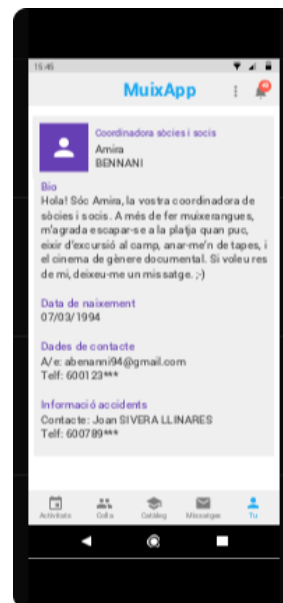 15:45
MuixApp
Coordinadora sòcies i socis
Amira
BENNANI
Bio
Hola! Sóc Amira, la vostra coordinadora de
sòcies i socis. A més de fer muixerangues,
m'agrada escapar-se a la platja quan puc,
eixir d'excursió al camp, anar-me'n de tapes, i
el cinema de gènere documental. Si voleu res
de mi, deixeu-me un missatge. ;-)
Data de naixement
07/03/1994
Dades de contacte
A/e: abenanni94@gmail.com
Telf: 600123***
Informació accidents
Contacte: Joan SIVERA LLINARES
Telf: 600789***
Activitats Colla Catàleg Missatges Tu